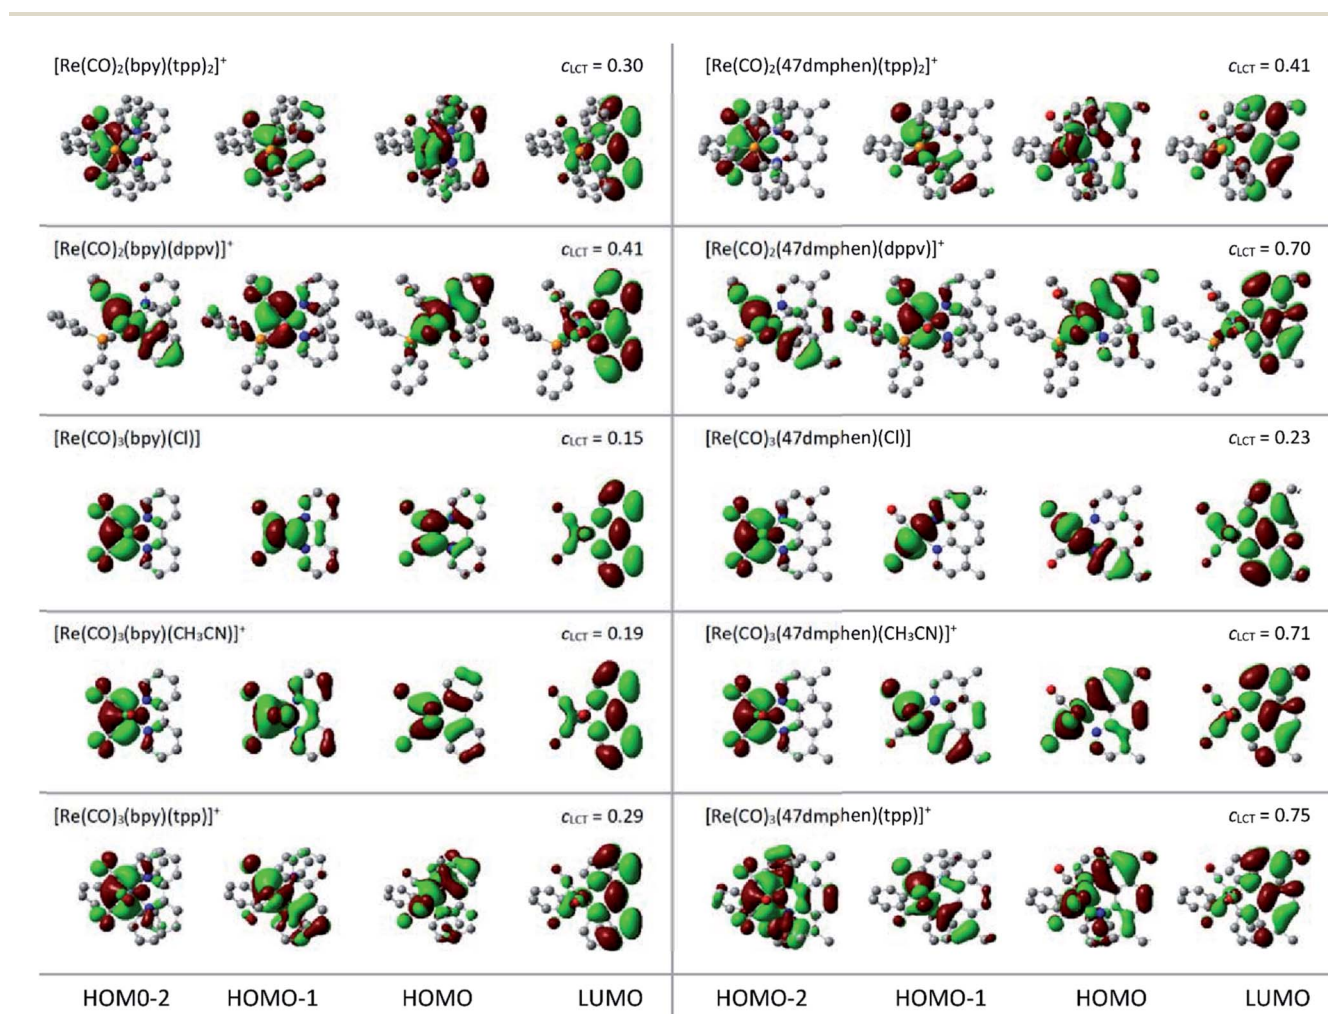 [Re(CO)₂(bpy)(tpp)₂]⁺ cLCT = 0.30 [Re(CO)₂(47dmphen)(tpp)₂]⁺ cLCT = 0.41
[Re(CO)₂(bpy)(dppv)]⁺ cLCT = 0.41 [Re(CO)₂(47dmphen)(dppv)]⁺ cLCT = 0.70
[Re(CO)₃(bpy)(Cl)] cLCT = 0.15 [Re(CO)₃(47dmphen)(Cl)] cLCT = 0.23
[Re(CO)₃(bpy)(CH₃CN)]⁺ cLCT = 0.19 [Re(CO)₃(47dmphen)(CH₃CN)]⁺ cLCT = 0.71
[Re(CO)₃(bpy)(tpp)]⁺ cLCT = 0.29 [Re(CO)₃(47dmphen)(tpp)]⁺ cLCT = 0.75
HOM0-2 HOMO-1 HOMO LUMO HOMO-2 HOMO-1 HOMO LUMO